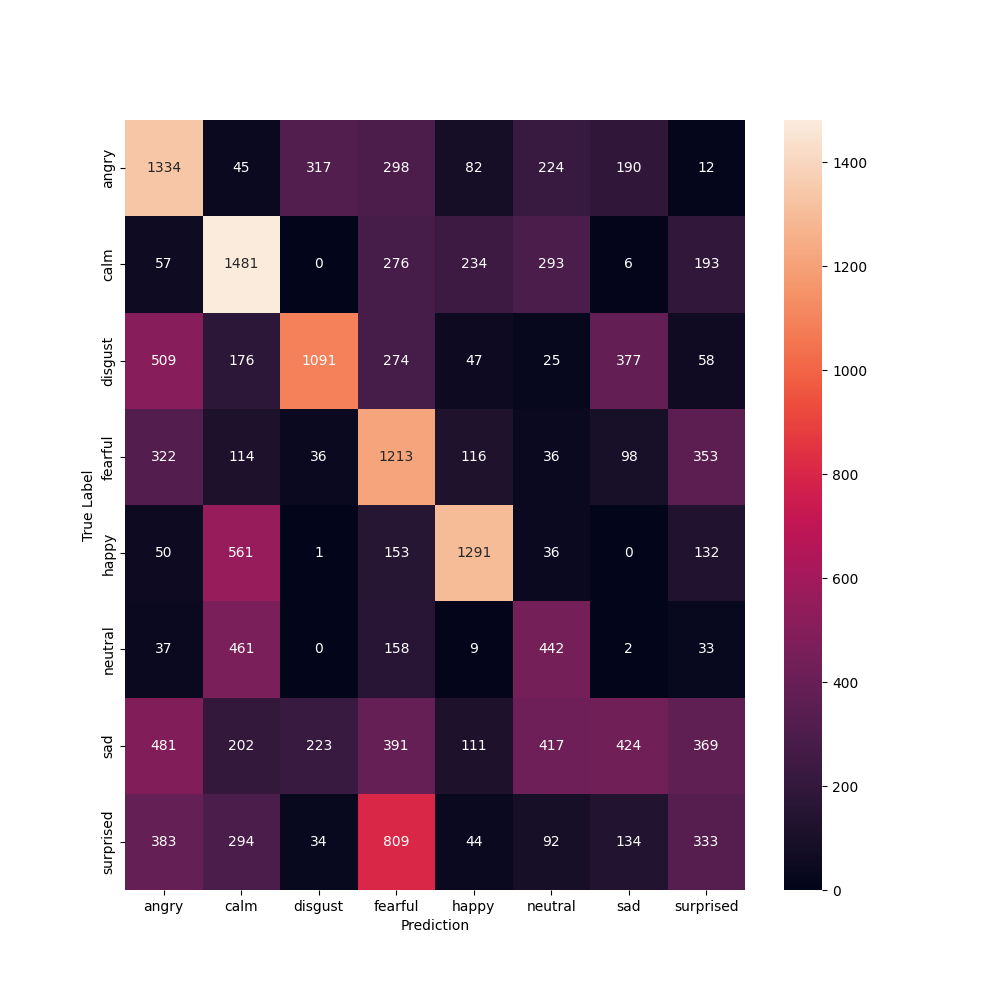 angry 1334 45 317 298 82 224 190 12
calm 57 1481 0 276 234 293 6 193
disgust 509 176 1091 274 47 25 377 58
fearful 322 114 36 1213 116 36 98 353
happy 50 561 1 153 1291 36 0 132
neutral 37 461 0 158 9 442 2 33
sad 481 202 223 391 111 417 424 369
surprised 383 294 34 809 44 92 134 333
True Label
angry calm disgust fearful happy neutral sad surprised
Prediction
1400
1200
1000
800
600
400
200
0